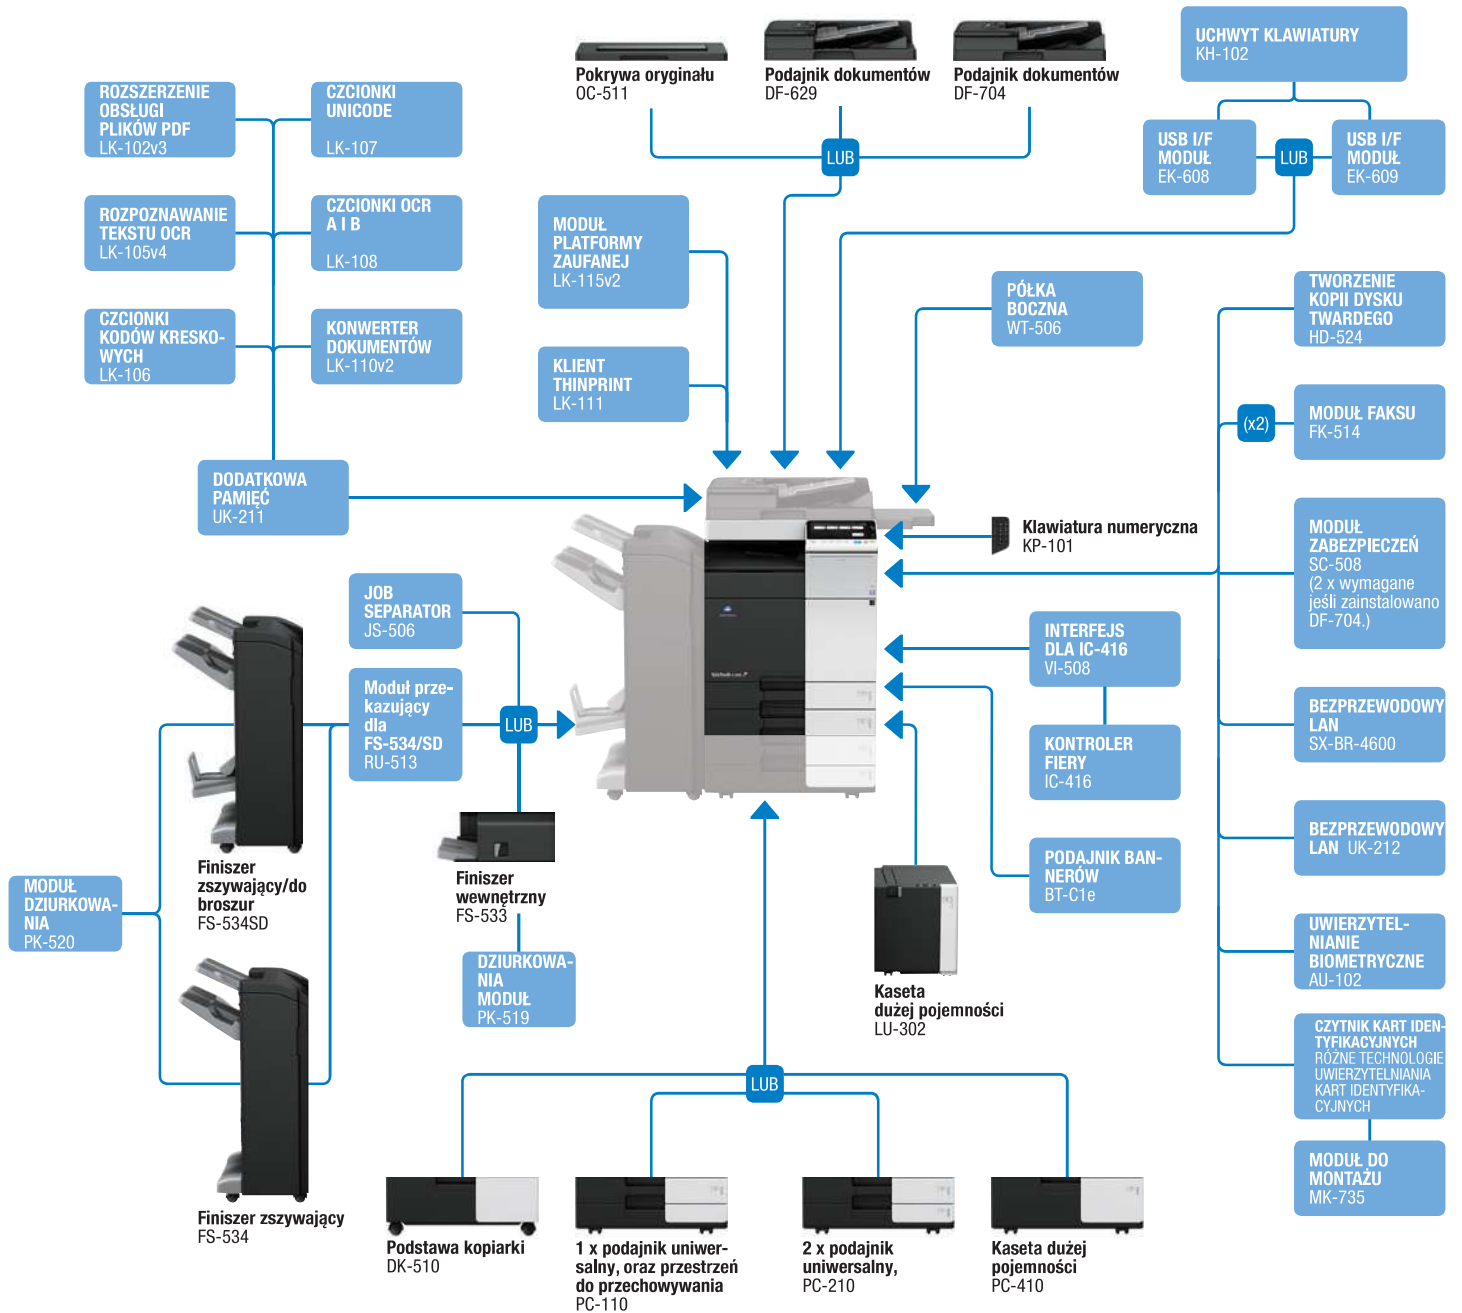 Pokrywa oryginału
OC-511
Podajnik dokumentów
DF-629
Podajnik dokumentów
DF-704
LUB
UCHWYT KLAWIATURY
KH-102
USB I/F
MODUŁ
EK-608
LUB
USB I/F
MODUŁ
EK-609
ROZSZERZENIE
OBSŁUGI
PLIKÓW PDF
LK-102v3
CZCIONKI
UNICODE
LK-107
ROZPOZNAWANIE
TEKSTU OCR
LK-105v4
CZCIONKI OCR
A I B
LK-108
CZCIONKI
KODÓW KRESKO-
WYCH
LK-106
KONWERTER
DOKUMENTÓW
LK-110v2
DODATKOWA
PAMIĘĆ
UK-211
MODUŁ
PLATFORMY
ZAUFANEJ
LK-115v2
KLIENT
THINPRINT
LK-111
PÓŁKA
BOCZNA
WT-506
Klawiatura numeryczna
KP-101
TWORZENIE
KOPII DYSKU
TWARDEGO
HD-524
(x2)
MODUŁ FAKSU
FK-514
MODUŁ
ZABEZPIECZEŃ
SC-508
(2 x wymagane
jeśli zainstalowano
DF-704.)
BEZPRZEWODOWY
LAN
SX-BR-4600
BEZPRZEWODOWY
LAN UK-212
UWIERZYTEL-
NIANIE
BIOMETRYCZNE
AU-102
CZYTNIK KART IDEN-
TYFIKACYJNYCH
RÓŻNE TECHNOLOGIE
UWIERZYTELNIANIA
KART IDENTYFIKA-
CYJNYCH
MODUŁ DO
MONTAŻU
MK-735
JOB
SEPARATOR
JS-506
Moduł prze-
kazujący
dla
FS-534/SD
RU-513
LUB
INTERFEJS
DLA IC-416
VI-508
KONTROLER
FIERY
IC-416
PODAJNIK BAN-
NERÓW
BT-C1e
Finiszer
zszywający/do
broszur
FS-534SD
Finiszer
wewnętrzny
FS-533
MODUŁ
DZIURKOWA-
NIA
PK-520
DZIURKOWA-
NIA
MODUŁ
PK-519
Kaseta
dużej pojemności
LU-302
Finiszer zszywający
FS-534
LUB
Podstawa kopiarki
DK-510
1 x podajnik uniwer-
salny, oraz przestrzeń
do przechowywania
PC-110
2 x podajnik
uniwersalny,
PC-210
Kaseta dużej
pojemności
PC-410